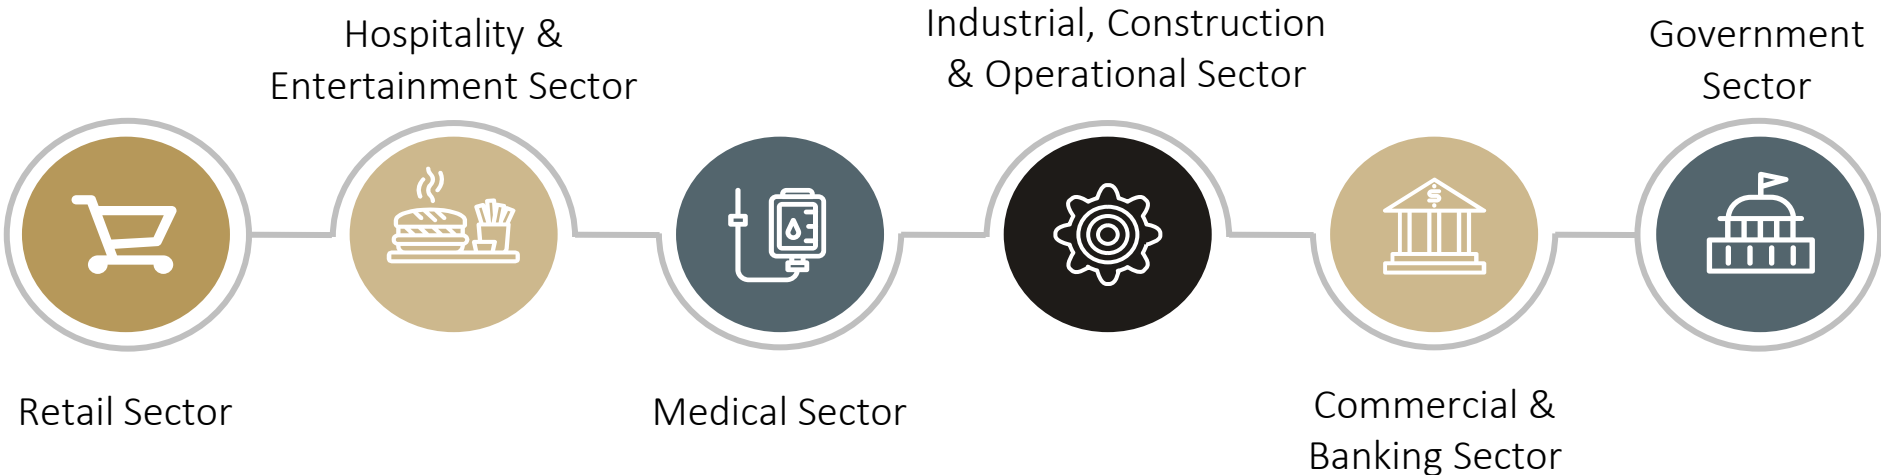 Retail Sector
Hospitality &
Entertainment Sector
Medical Sector
Industrial, Construction
& Operational Sector
$
Commercial &
Banking Sector
Government
Sector